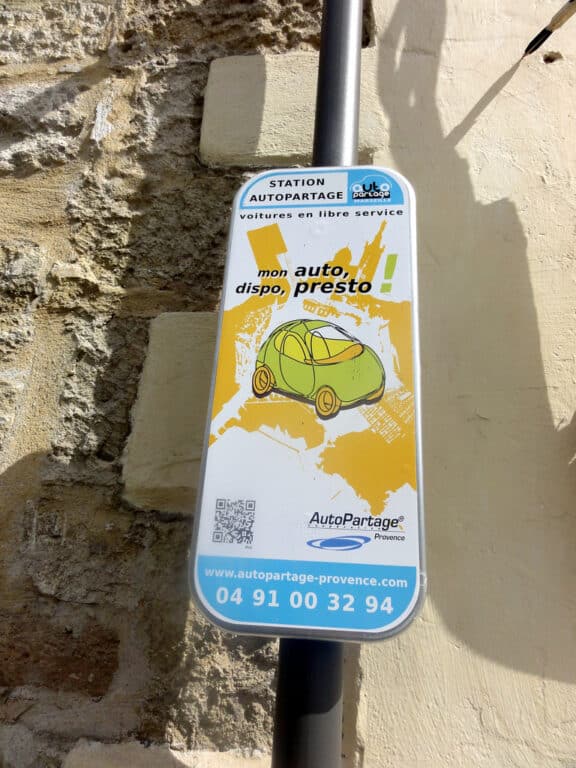 STATION
AUTOPARTAGE
auto
partage
MARSEILLE
voitures en libre service
mon auto,
dispo, presto !
AutoPartage®
Provence
www.autopartage-provence.com
04 91 00 32 94